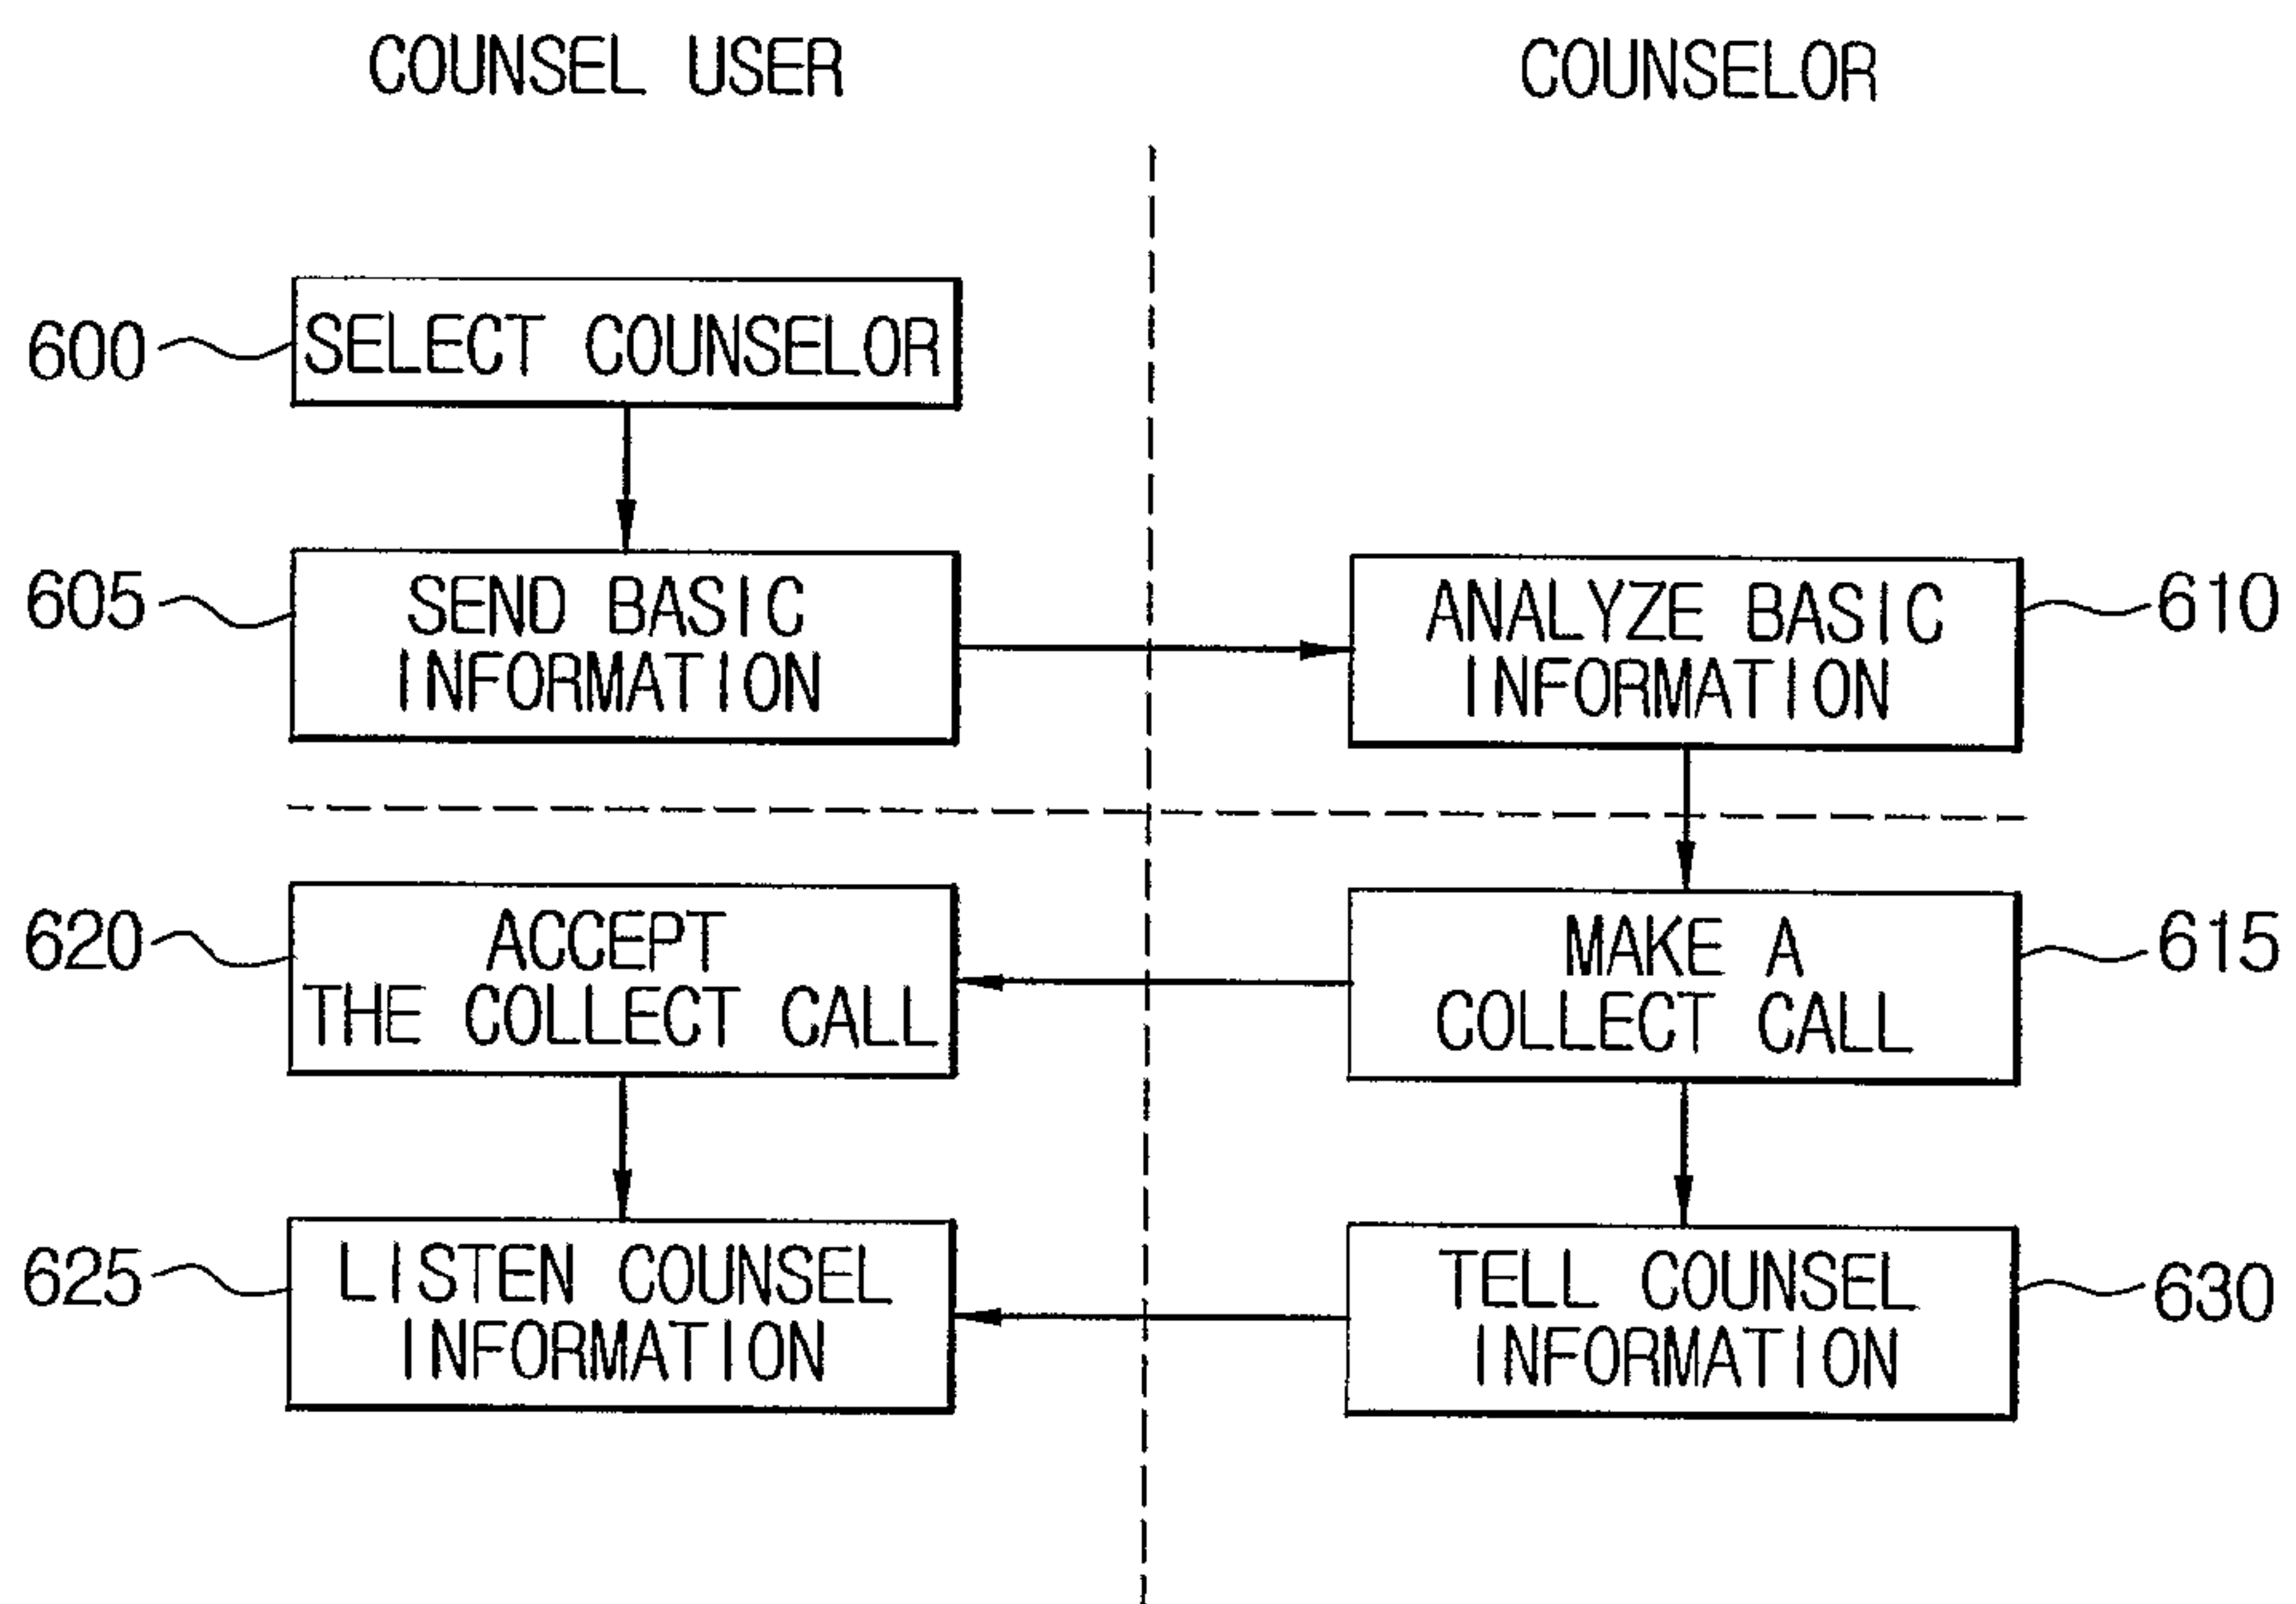 COUNSEL USER
COUNSELOR
600
SELECT COUNSELOR
605
SEND BASIC
INFORMATION
ANALYZE BASIC
INFORMATION
610
620
ACCEPT
THE COLLECT CALL
MAKE A
COLLECT CALL
615
625
LISTEN COUNSEL
INFORMATION
TELL COUNSEL
INFORMATION
630